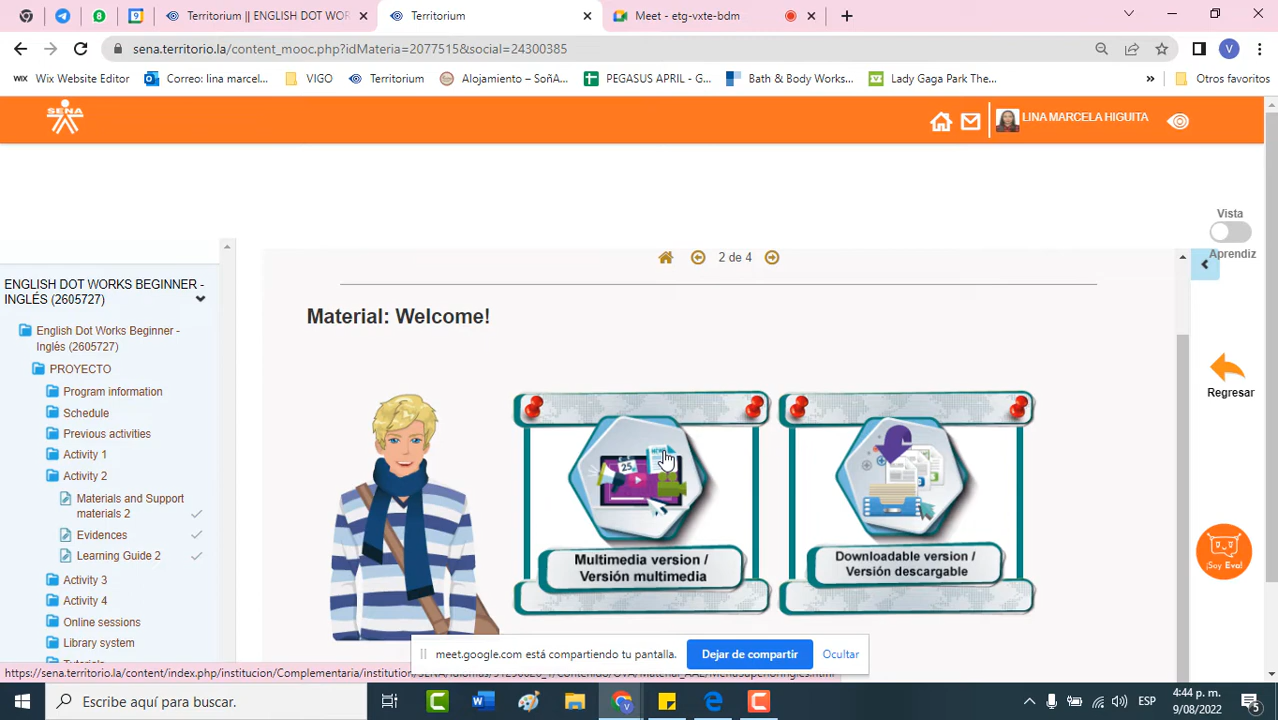 Territorium || ENGLISH DOT WORKS
Territorium
Meet - etg-vxte-bdm
sena.territorio.la/content_mooc.php?idMateria=2077515&social=24300385
V
Wix Website Editor
Correo: lina marcel...
VIGO
Territorium
Alojamiento – SoñA...
PEGASUS APRIL - G...
Bath & Body Works...
Lady Gaga Park The...
»
Otros favoritos
SENA
LINA MARCELA HIGUITA
Vista
Aprendiz
ENGLISH DOT WORKS BEGINNER -
INGLÉS (2605727)
English Dot Works Beginner -
Inglés (2605727)
PROYECTO
Program information
Schedule
Previous activities
Activity 1
Activity 2
Materials and Support
materials 2
Evidences
Learning Guide 2
Activity 3
Activity 4
Online sessions
Library system
2 de 4
Material: Welcome!
25
Multimedia version /
Versión multimedia
Downloadable version /
Versión descargable
Regresar
¡Soy Eva!
meet.google.com está compartiendo tu pantalla.
Dejar de compartir
Ocultar
Escribe aquí para buscar.
ESP
4:44 p. m.
9/08/2022
5